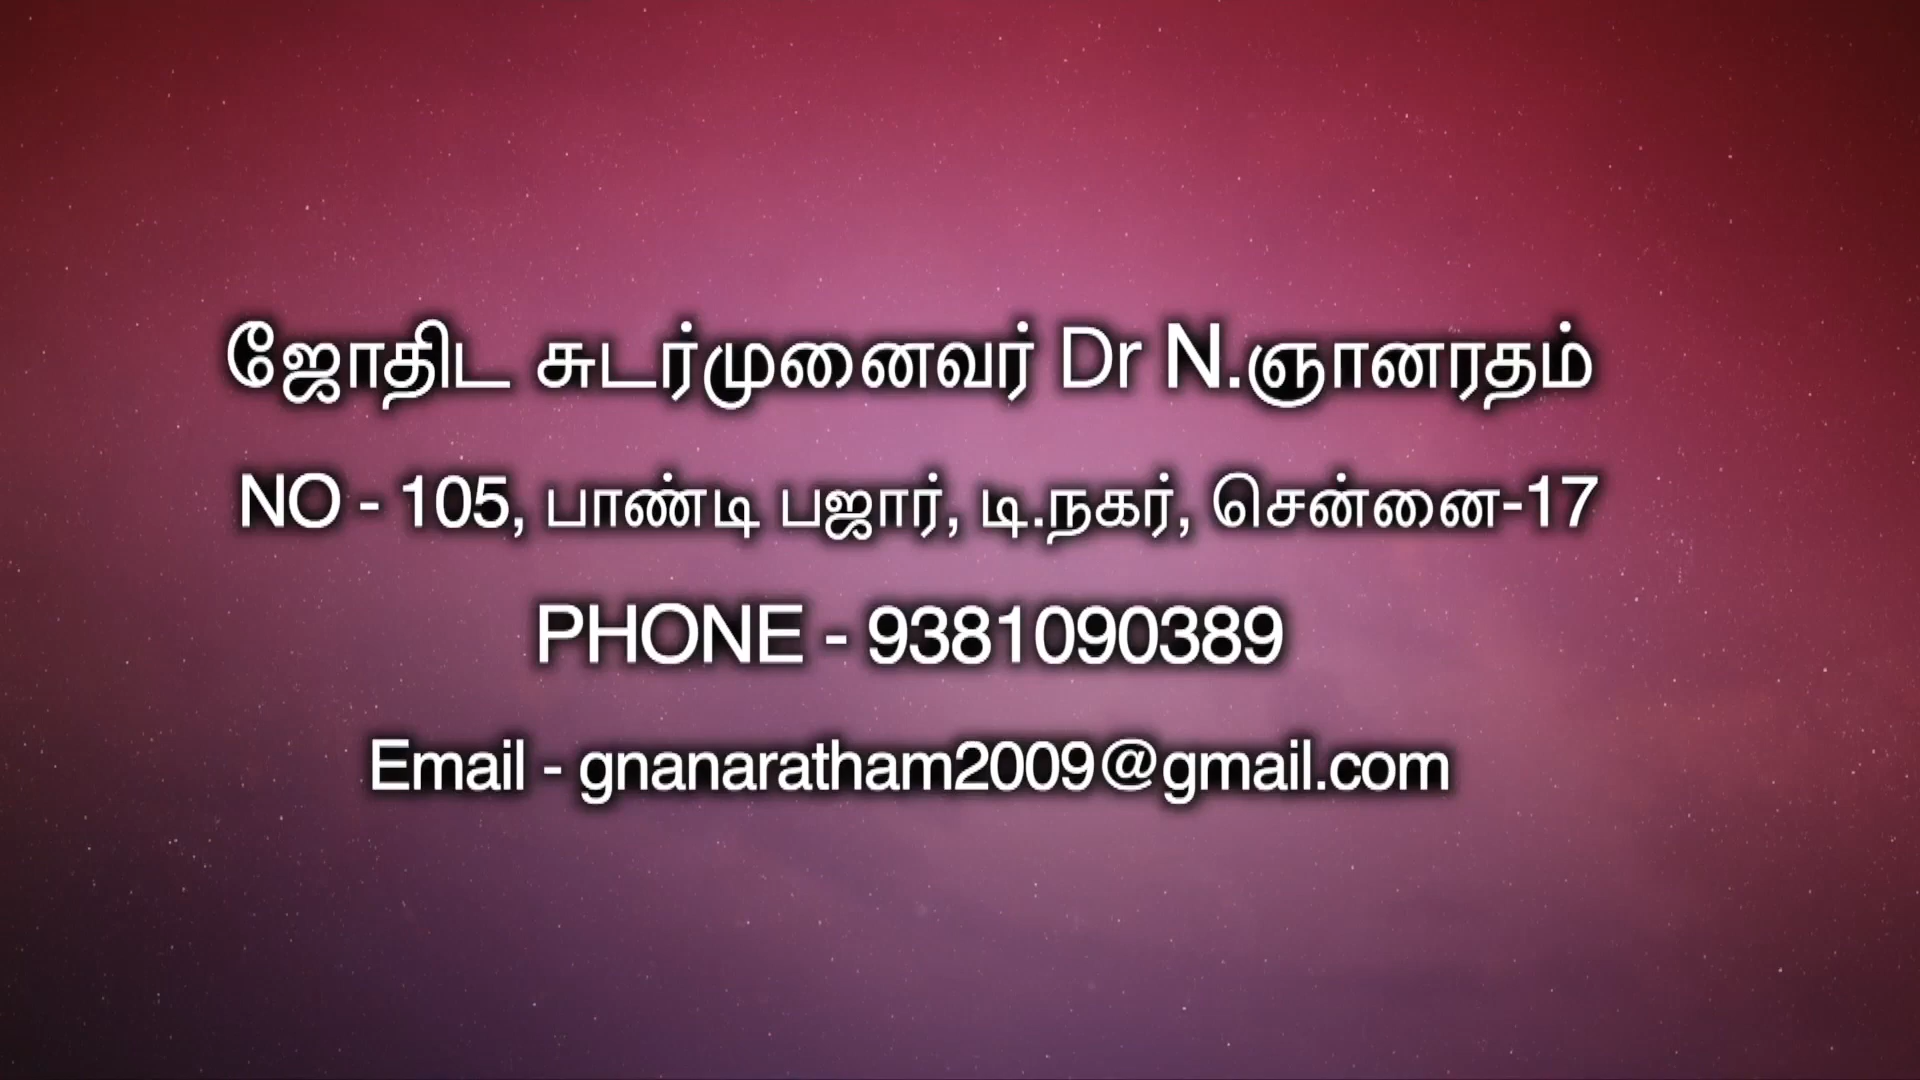 ஜோதிட சுடர்முனைவர் Dr N.ஞானரதம்
NO - 105, பாண்டி பஜார், டி.நகர், சென்னை-17
PHONE - 9381090389
Email - gnanaratham2009@gmail.com